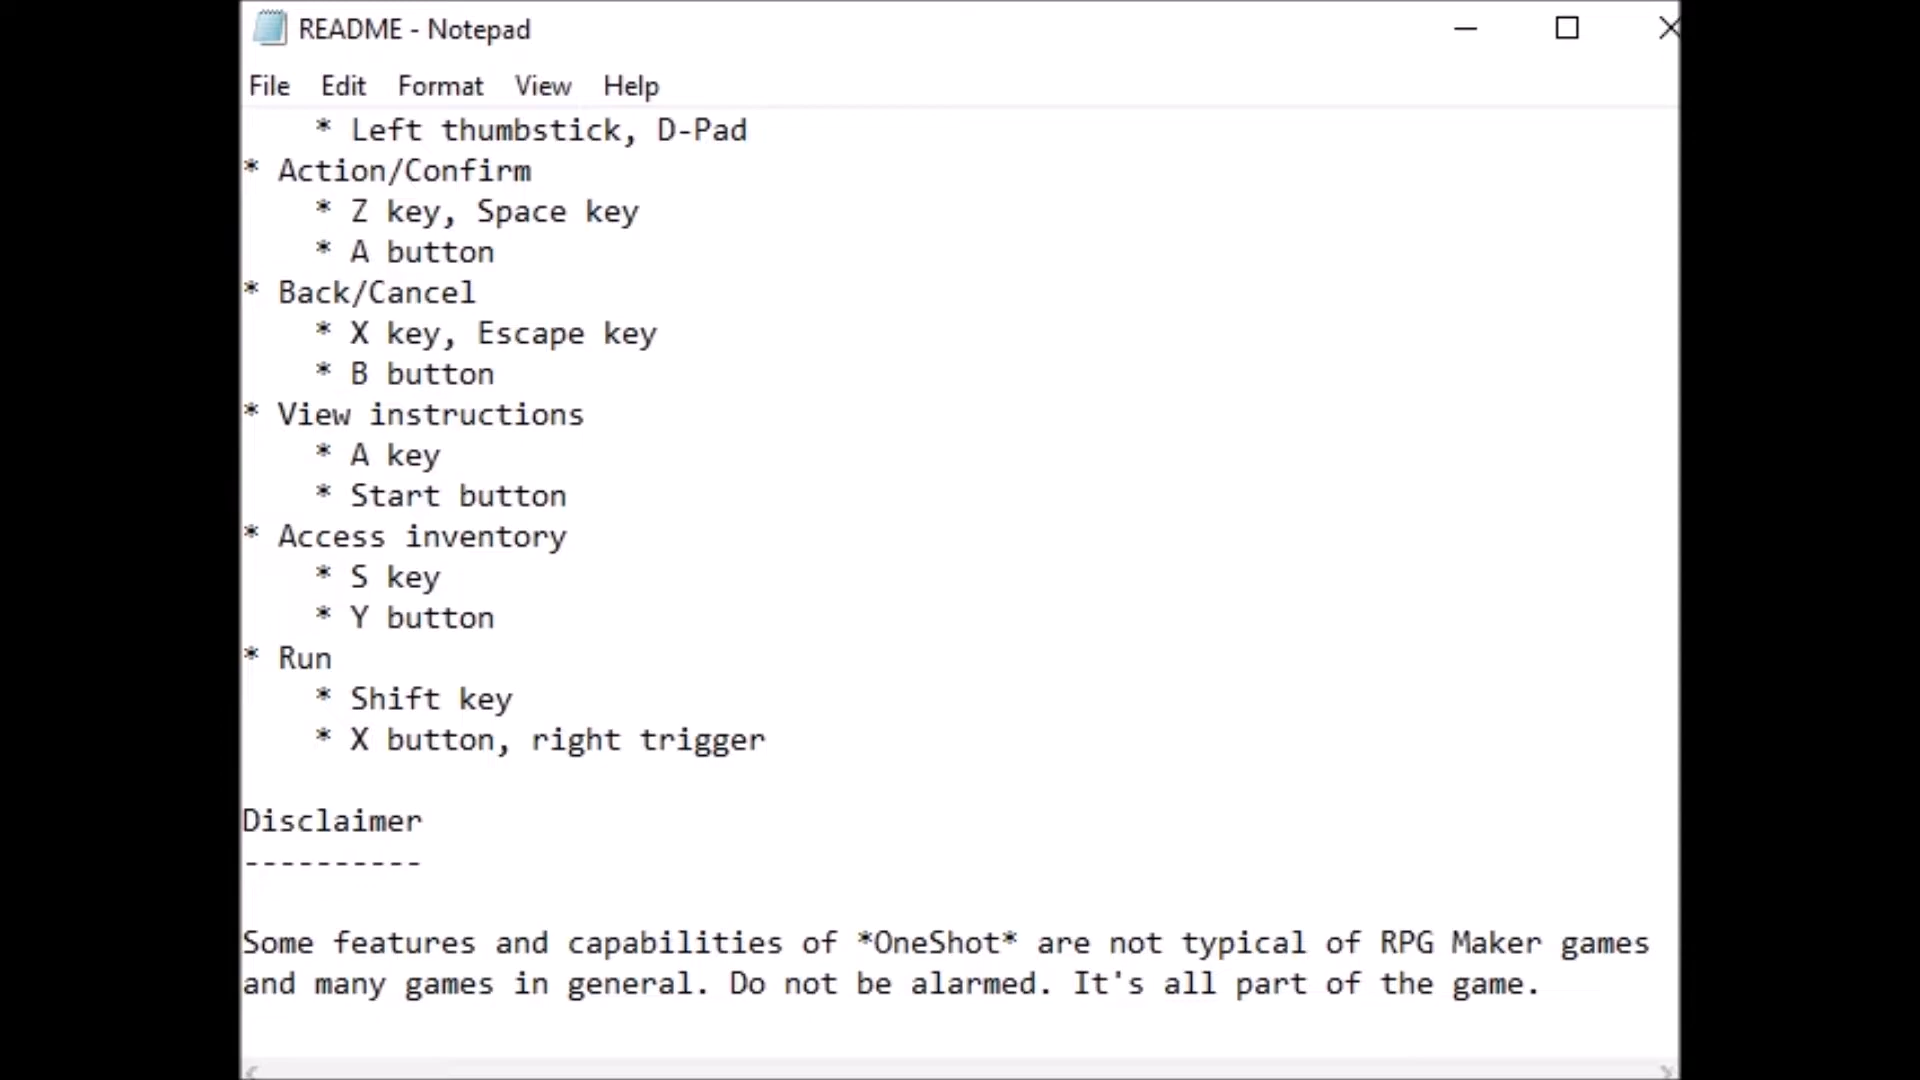 README - Notepad
File Edit Format View Help
* Left thumbstick, D-Pad
* Action/Confirm
* Z key, Space key
* A button
* Back/Cancel
* X key, Escape key
* B button
* View instructions
* A key
* Start button
* Access inventory
* S key
* Y button
* Run
* Shift key
* X button, right trigger
Disclaimer
----------
Some features and capabilities of *OneShot* are not typical of RPG Maker games
and many games in general. Do not be alarmed. It's all part of the game.